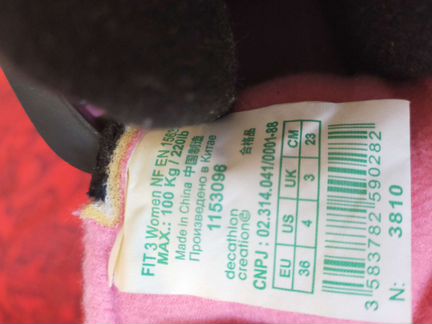 FIT 3 Women NF EN
MAX.: 100 Kg / 220lb
Made in China 中国制造
Произведено в Китае
1153098 合格品
decathlon
creation©
CNPJ : 02.314.041/0001-88
EU US UK CM
36 4 3 23
3 583782 590282
N: 3810